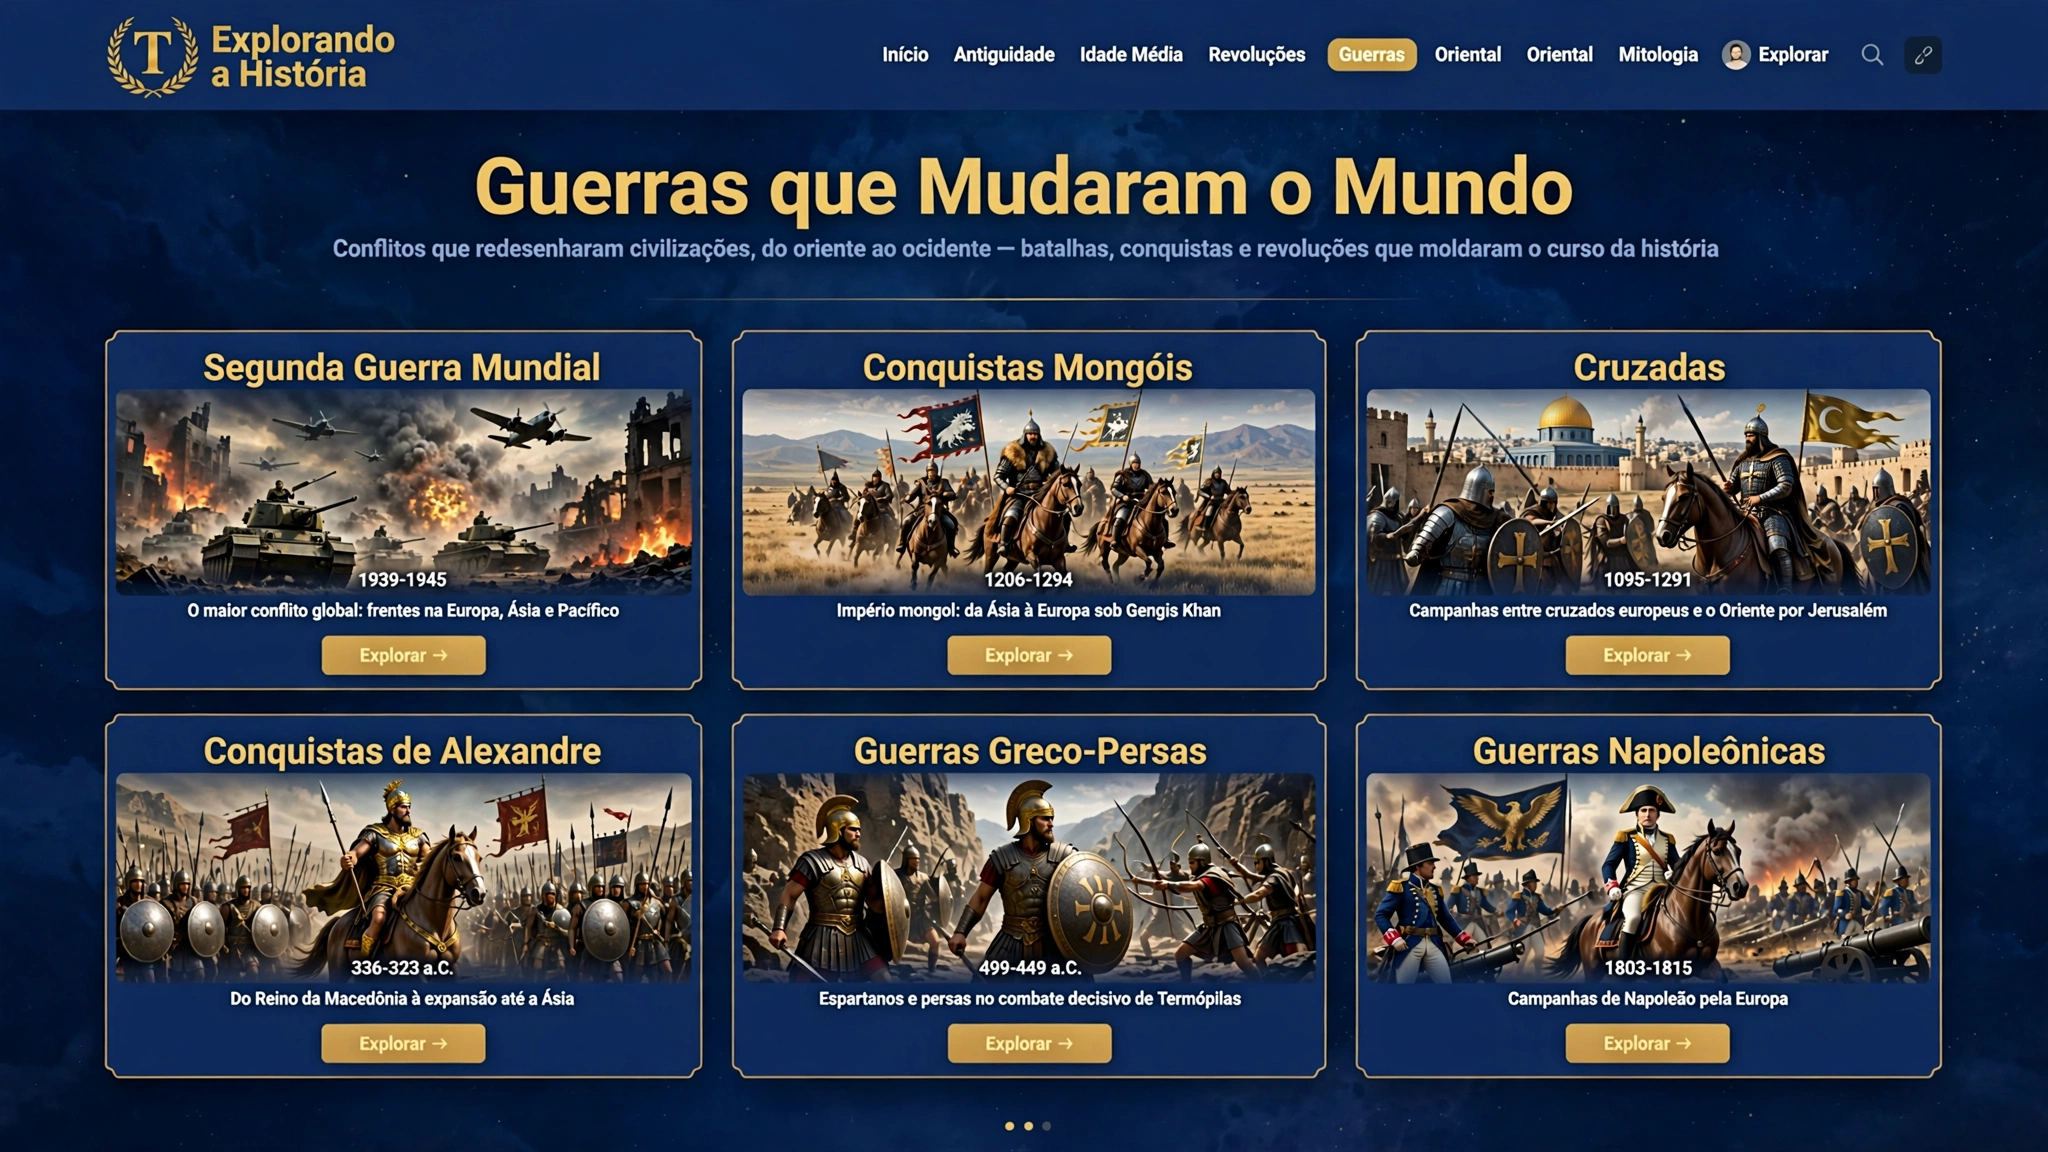 T
Explorando
a História
Início Antiguidade Idade Média Revoluções Guerras Oriental Oriental Mitologia Explorar
Guerras que Mudaram o Mundo
Conflitos que redesenharam civilizações, do oriente ao ocidente — batalhas, conquistas e revoluções que moldaram o curso da história
Segunda Guerra Mundial
1939-1945
O maior conflito global: frentes na Europa, Ásia e Pacífico
Explorar →
Conquistas Mongóis
1206-1294
Império mongol: da Ásia à Europa sob Gengis Khan
Explorar →
Cruzadas
1095-1291
Campanhas entre cruzados europeus e o Oriente por Jerusalém
Explorar →
Conquistas de Alexandre
336-323 a.C.
Do Reino da Macedônia à expansão até a Ásia
Explorar →
Guerras Greco-Persas
499-449 a.C.
Espartanos e persas no combate decisivo de Termópilas
Explorar →
Guerras Napoleônicas
1803-1815
Campanhas de Napoleão pela Europa
Explorar →